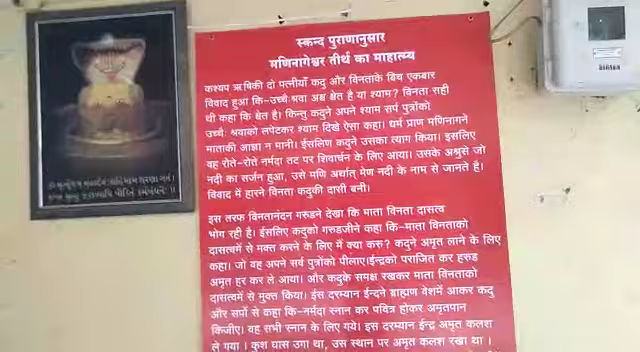 स्कन्द पुराणानुसार
मणिनागेश्वर तीर्थ का माहात्म्य
कश्यप ऋषिकी दो पत्नीयाँ कदु और विनताके बिच एकबार
विवाद हुआ कि-उच्चैःश्रवा अश्व श्वेत है या श्याम? विनता सही
थी कहा कि श्वेत है। किन्तु कदुने अपने श्याम सर्प पुत्रोंको
उच्चैः श्रवाको लपेटकर श्याम दिखे ऐसा कहा। धर्म प्राण मणिनागने
माताकी आज्ञा न मानी। ईसलिण कदुने उसका त्याग किया। इसलिए
वह रोते-रोते नर्मदा तट पर शिवार्चन के लिए आया। उसके अश्रुसे जो
नदी का सर्जन हुआ, उसे मणि अर्थात् मेण नदी के नाम से जानते है।
विवाद में हारने विनता कदुकी दासी बनी।
इस तरफ विनतानंदन गरुडने देखा कि माता विनता दासत्व
भोग रही है। ईसलिए कदुको गरुडजीने कहा कि-माता विनताको
दासत्वमें से मक्त करने के लिए में क्या करु? कदुने अमृत लाने के लिए
कहा। जो वह अपने सर्व पुत्रोंको पीलाए।ईन्द्रको पराजित कर गरुड
अमृत हर कर ले आया। और कदुके समक्ष रखकर माता विनताको
दासत्वमें से मुक्त किया। ईस दरम्यान ईन्दने ब्राह्मण वेशमें आकर कदु
और सर्पो से कहा कि-नर्मदा स्नान कर पवित्र होकर अमृतपान
किजीए। वह सभी स्नान के लिए गये। इस दरम्यान ईन्द्र अमृत कलश
ले गया । कुश घास उगा था, उस स्थान पर अमृत कलश रखा था ।